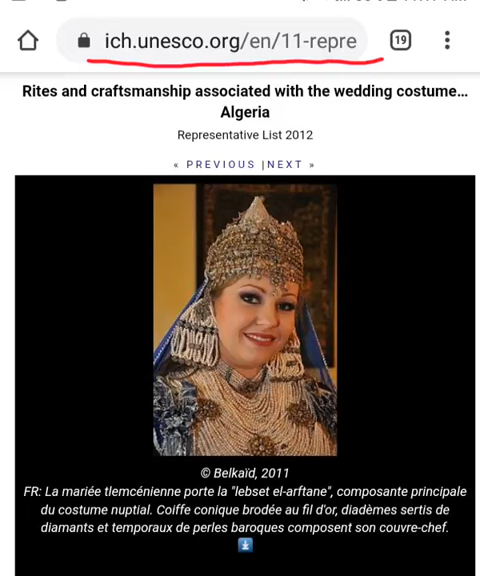 ich.unesco.org/en/11-repre
19
Rites and craftsmanship associated with the wedding costume…
Algeria
Representative List 2012
« PREVIOUS |NEXT »
© Belkaïd, 2011
FR: La mariée tlemcénienne porte la "lebset el-arftane", composante principale
du costume nuptial. Coiffe conique brodée au fil d'or, diadèmes sertis de
diamants et temporaux de perles baroques composent son couvre-chef.